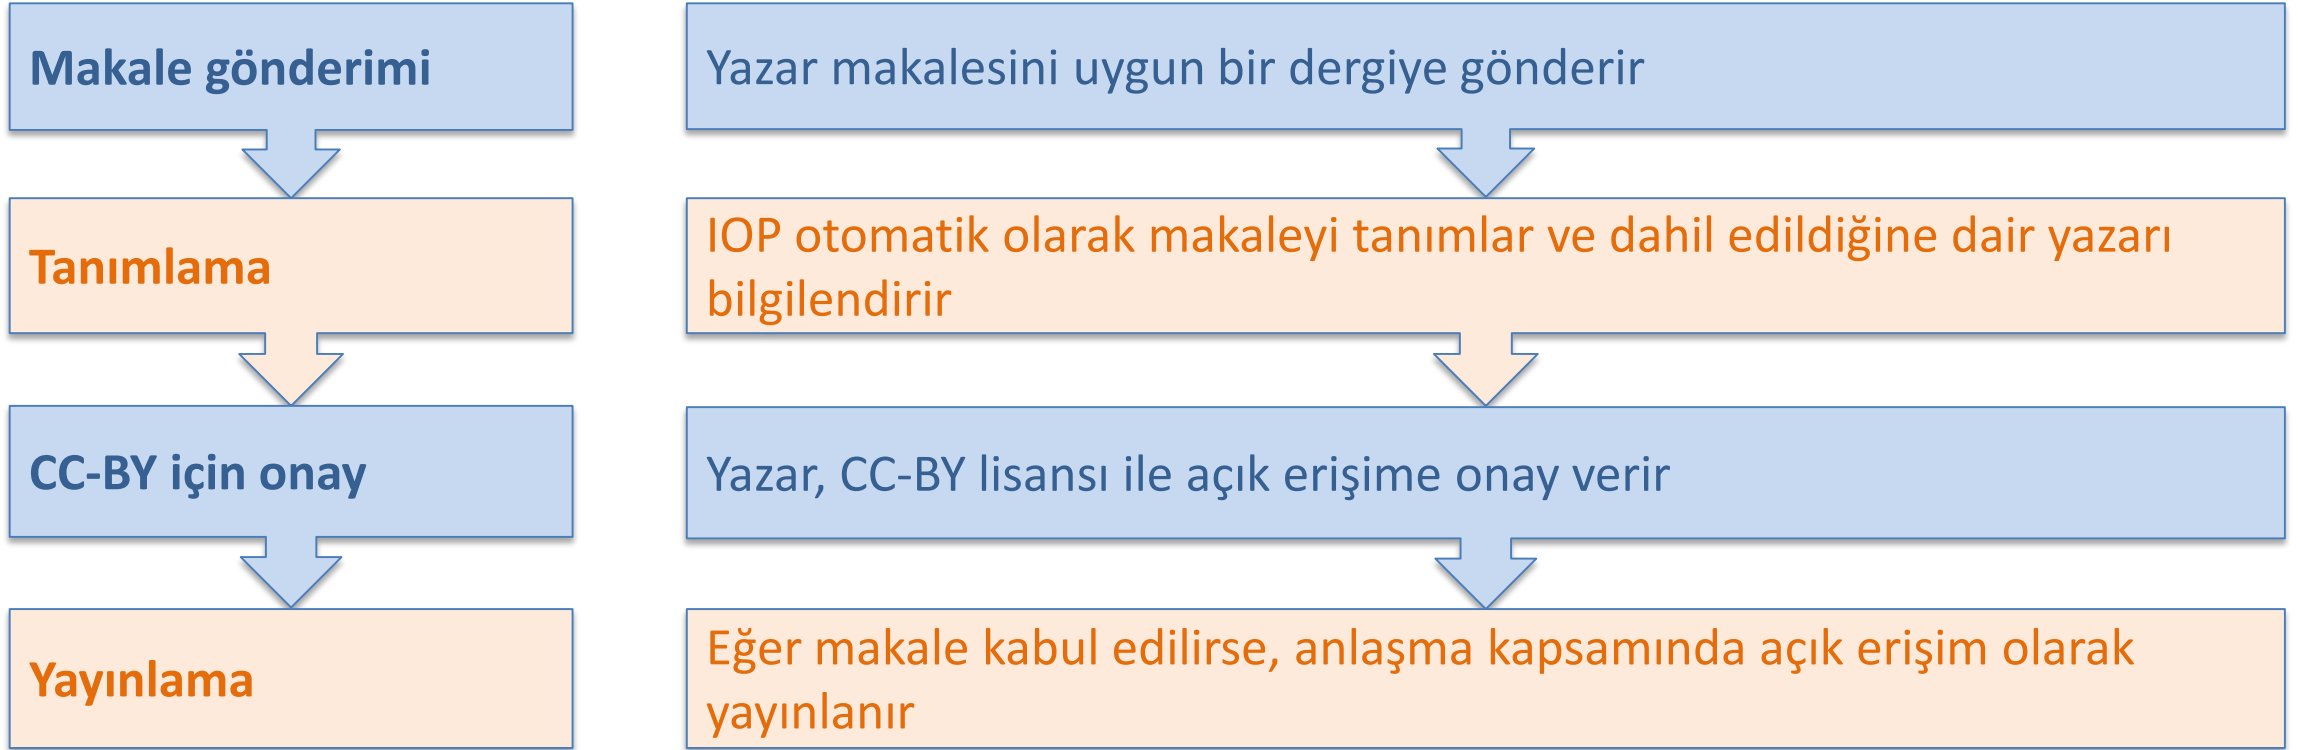 Makale gönderimi
Yazar makalesini uygun bir dergiye gönderir
Tanımlama
IOP otomatik olarak makaleyi tanımlar ve dahil edildiğine dair yazarı
bilgilendirir
CC-BY için onay
Yazar, CC-BY lisansı ile açık erişime onay verir
Yayınlama
Eğer makale kabul edilirse, anlaşma kapsamında açık erişim olarak
yayınlanır